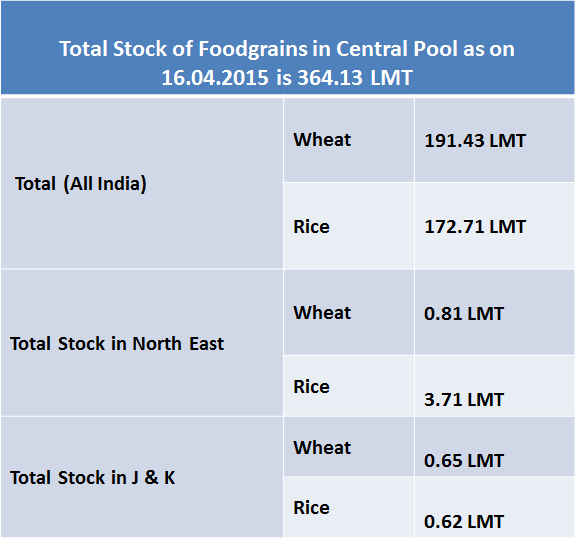 Total Stock of Foodgrains in Central Pool as on
16.04.2015 is 364.13 LMT
Total (All India)
Wheat
191.43 LMT
Rice
172.71 LMT
Total Stock in North East
Wheat
0.81 LMT
Rice
3.71 LMT
Total Stock in J & K
Wheat
0.65 LMT
Rice
0.62 LMT